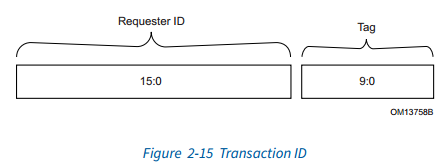 Requester ID
Tag
15:0
9:0
OM13758B
Figure 2-15 Transaction ID